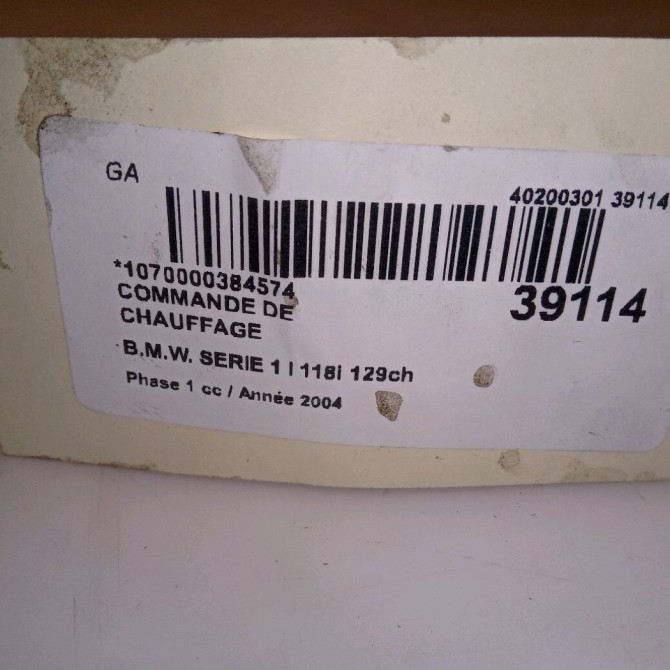 GA
40200301 39114
*1070000384574
39114
COMMANDE DE
CHAUFFAGE
B.M.W. SERIE 1 I 118i 129ch
Phase 1 cc / Année 2004